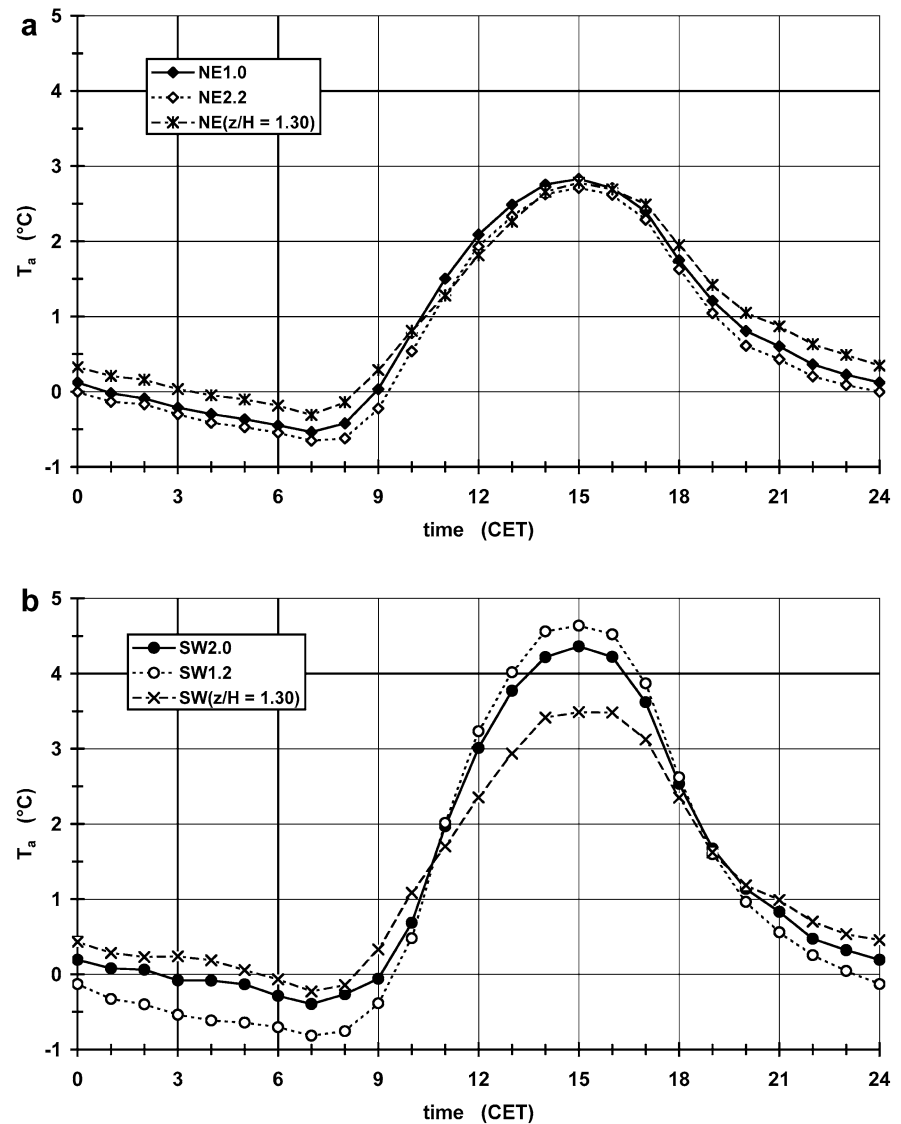 a
5
4
3
2
1
0
-1
T_a (°C)
NE1.0
NE2.2
NE(z/H = 1.30)
0 3 6 9 12 15 18 21 24
time (CET)
b
5
4
3
2
1
0
-1
T_a (°C)
SW2.0
SW1.2
SW(z/H = 1.30)
0 3 6 9 12 15 18 21 24
time (CET)